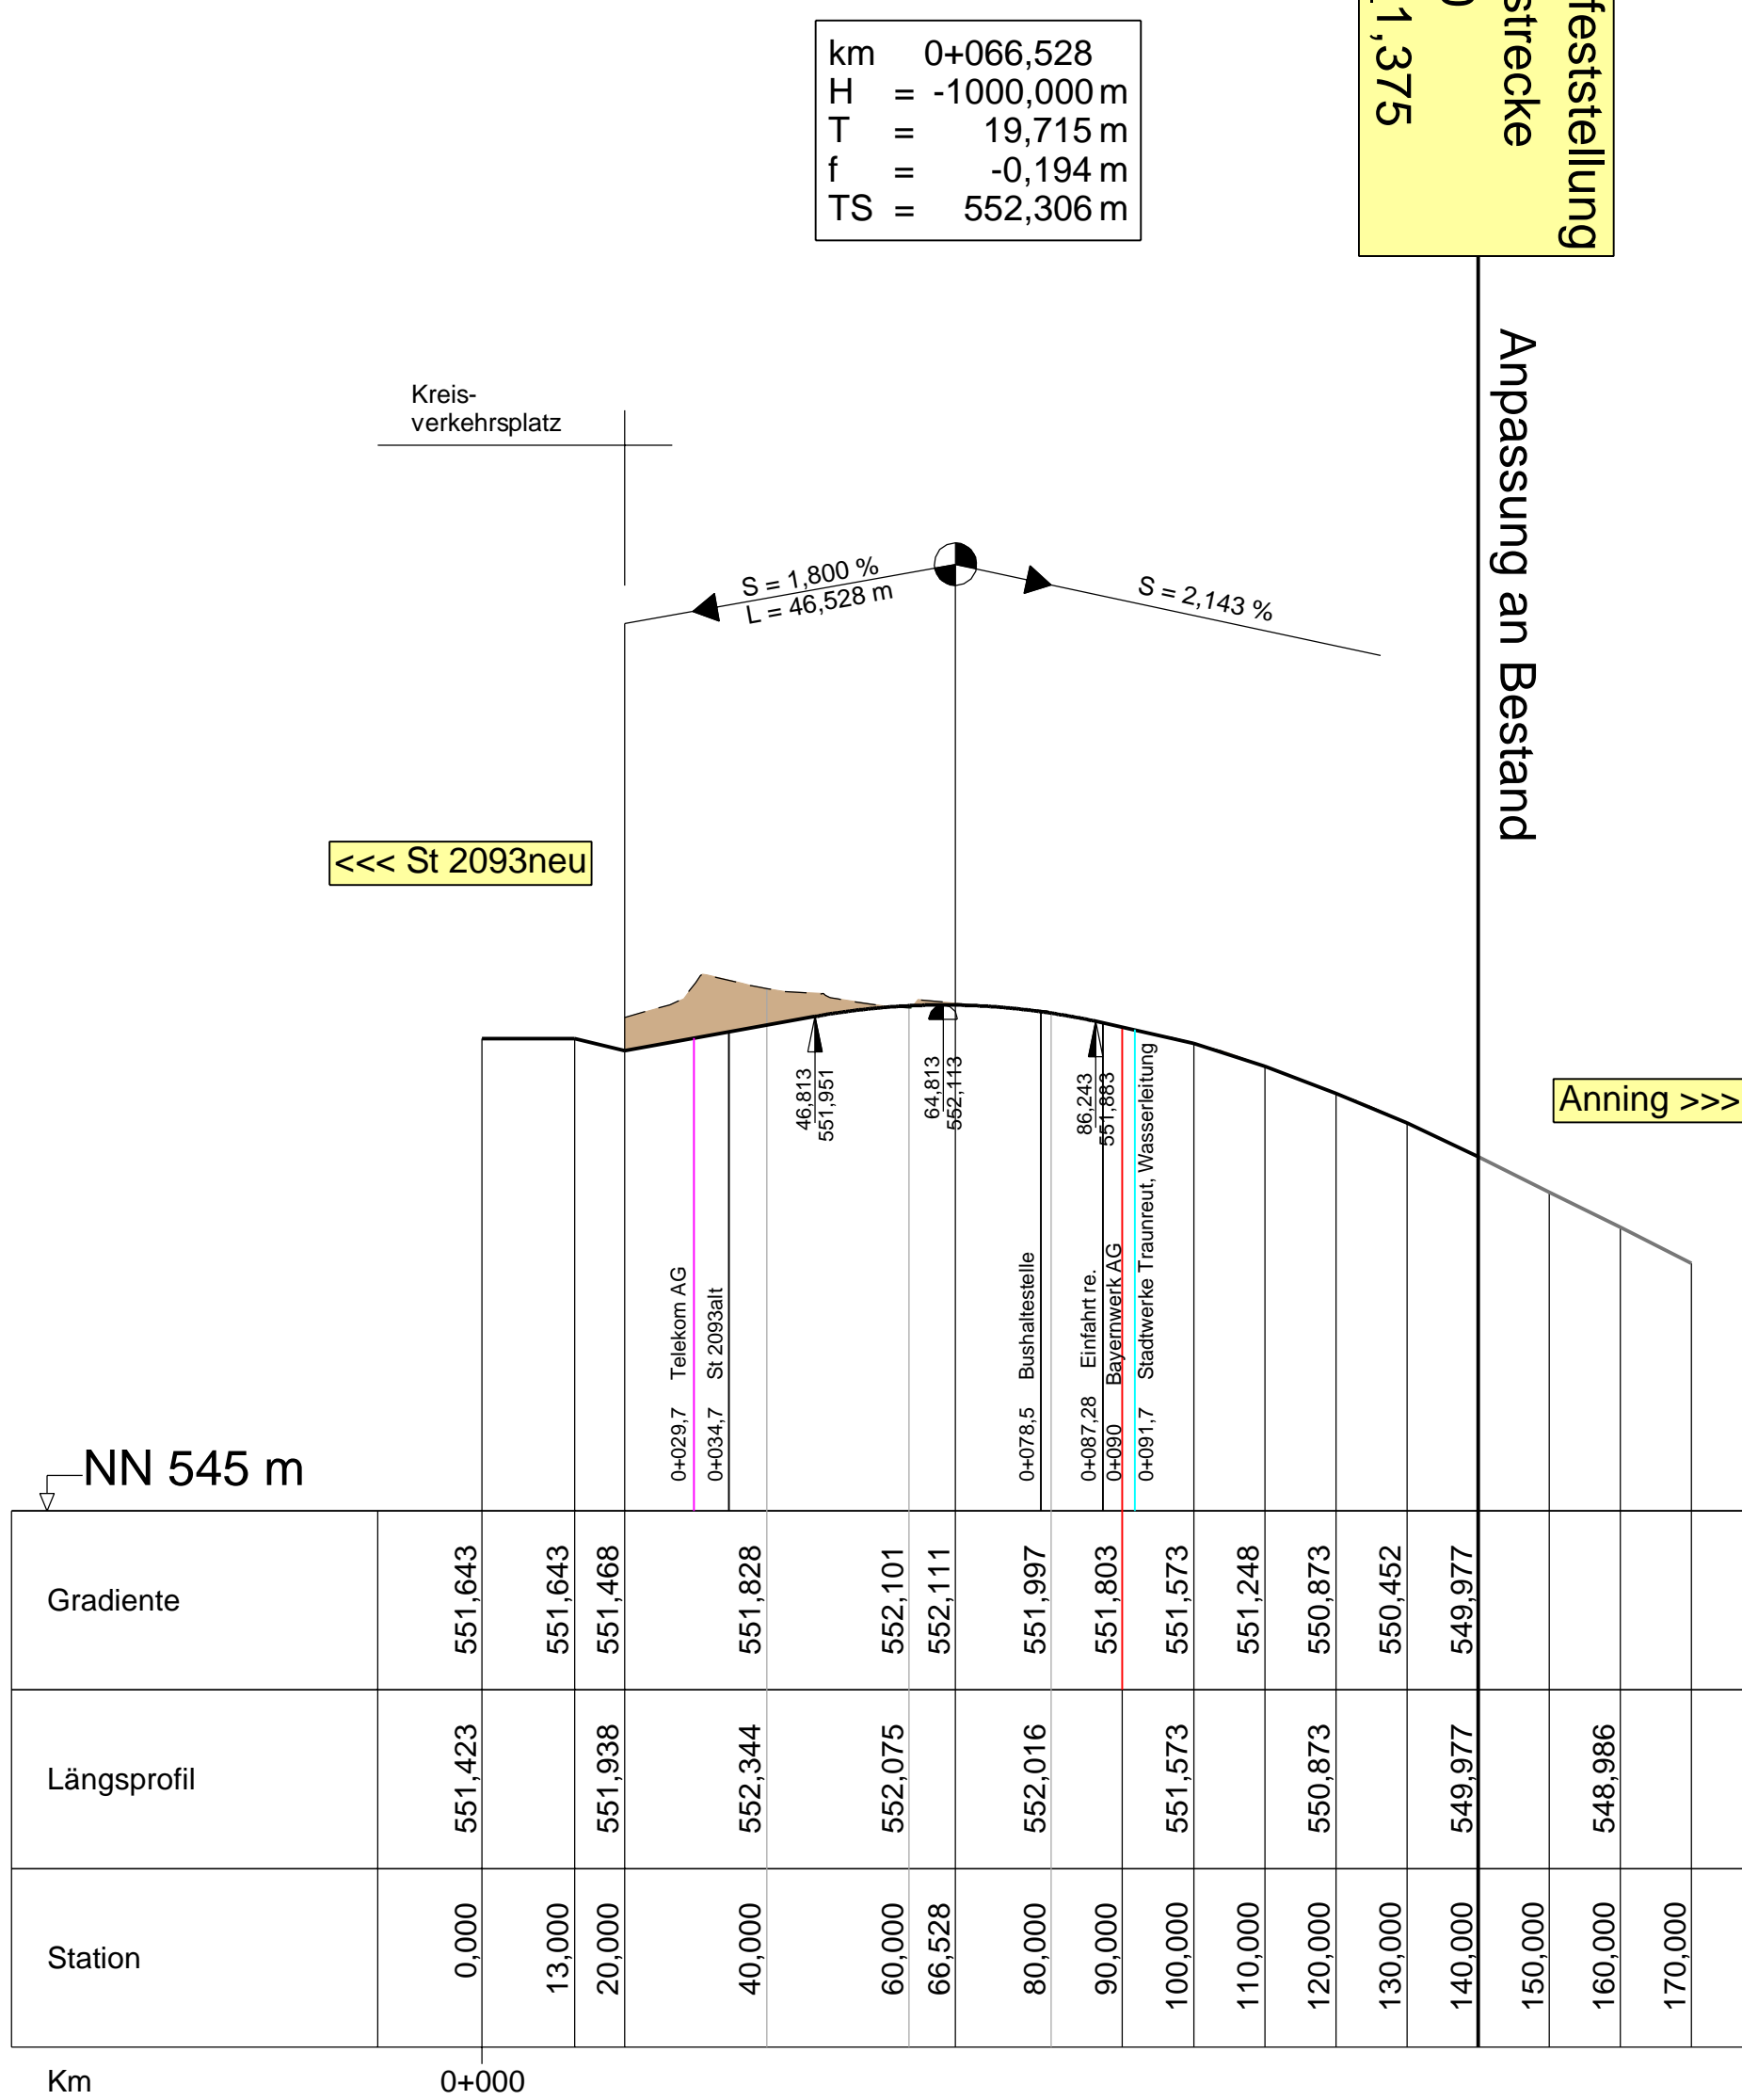 km 0+066,528
H = -1000,000 m
T = 19,715 m
f = -0,194 m
TS = 552,306 m
ffeststellung
strecke
1,375
Anpassung an Bestand
Kreis-
verkehrsplatz
S = 1,800 %
L = 46,528 m
S = 2,143 %
<<< St 2093neu
Anning >>>
46,813
551,951
64,813
552,113
86,243
551,883
0+029,7 Telekom AG
0+034,7 St 2093alt
0+078,5 Bushaltestelle
0+087,28 Einfahrt re.
0+090 Bayernwerk AG
0+091,7 Stadtwerke Traunreut, Wasserleitung
NN 545 m
Gradiente 551,643 551,643 551,468 551,828 552,101 552,111 551,997 551,803 551,573 551,248 550,873 550,452 549,977
Längsprofil 551,423 551,938 552,344 552,075 552,016 551,573 550,873 549,977 548,986
Station 0,000 13,000 20,000 40,000 60,000 66,528 80,000 90,000 100,000 110,000 120,000 130,000 140,000 150,000 160,000 170,000
Km 0+000